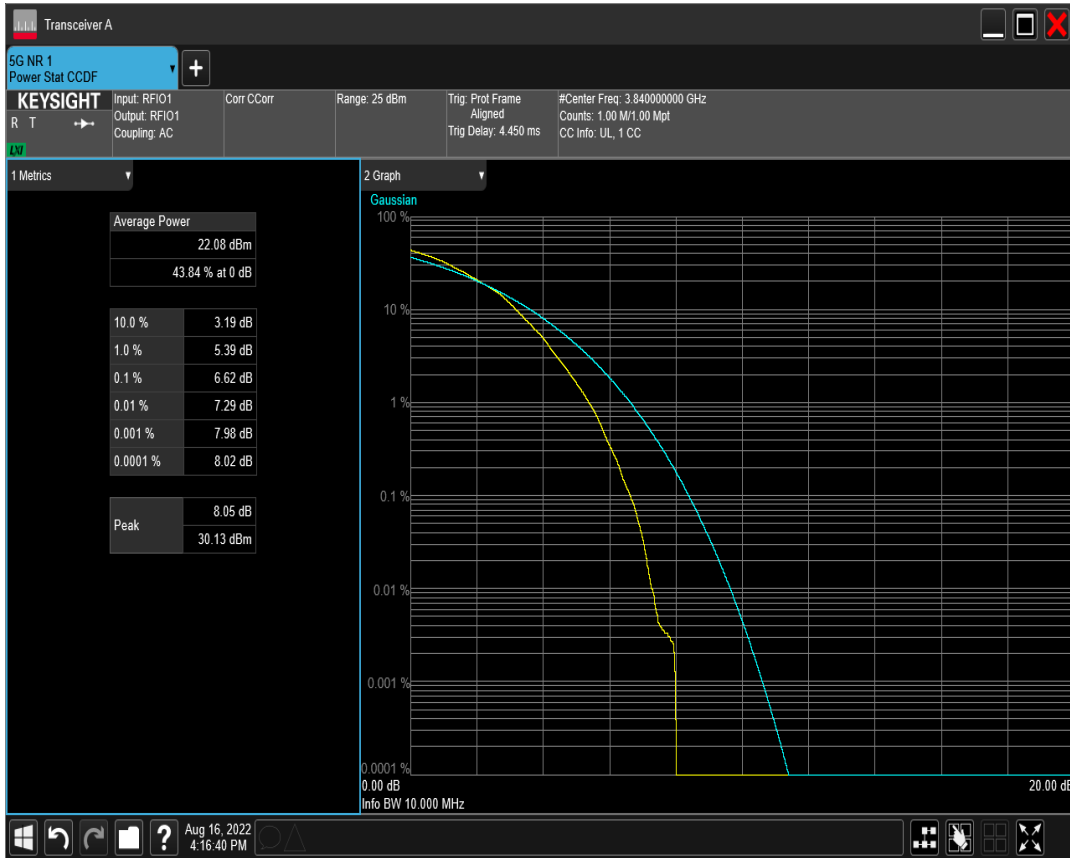 Transceiver A
5G NR 1
Power Stat CCDF
KEYSIGHT
R T
LXI
Input: RFIO1
Output: RFIO1
Coupling: AC
Corr CCorr
Range: 25 dBm
Trig: Prot Frame
Aligned
Trig Delay: 4.450 ms
#Center Freq: 3.840000000 GHz
Counts: 1.00 M/1.00 Mpt
CC Info: UL, 1 CC
1 Metrics
Average Power
22.08 dBm
43.84 % at 0 dB
10.0 % 3.19 dB
1.0 % 5.39 dB
0.1 % 6.62 dB
0.01 % 7.29 dB
0.001 % 7.98 dB
0.0001 % 8.02 dB
Peak
8.05 dB
30.13 dBm
2 Graph
Gaussian
100 %
10 %
1 %
0.1 %
0.01 %
0.001 %
0.0001 %
0.00 dB 20.00 dB
Info BW 10.000 MHz
?
Aug 16, 2022
4:16:40 PM